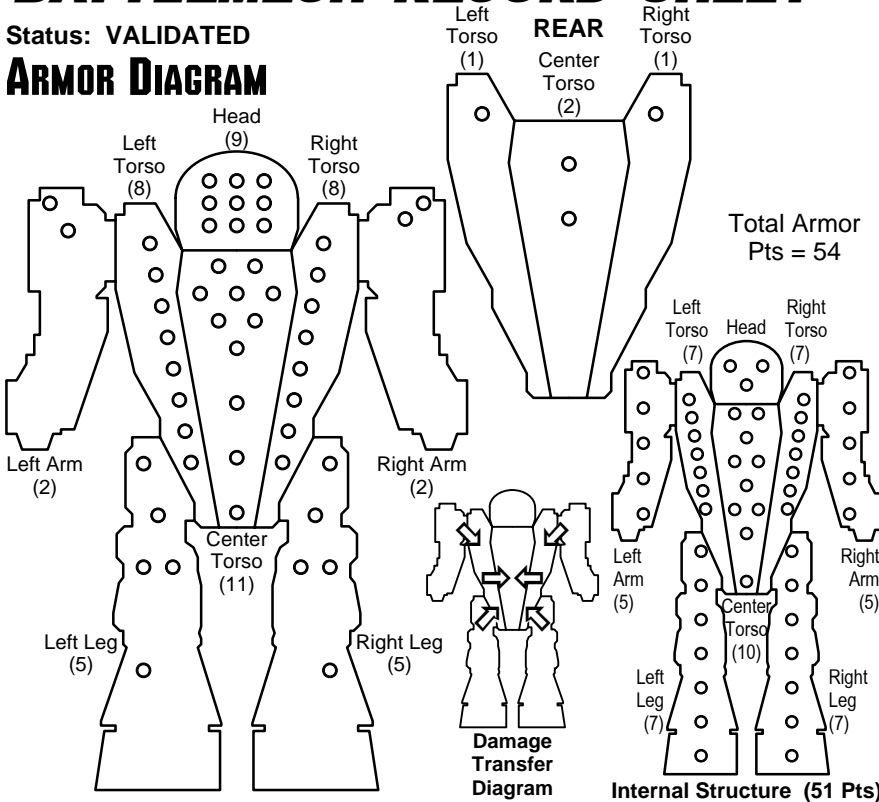 Status: VALIDATED
ARMOR DIAGRAM
Head
(9)
Left
Torso
(8)
Right
Torso
(8)
Left Arm
(2)
Right Arm
(2)
Center
Torso
(11)
Left Leg
(5)
Right Leg
(5)
REAR
Left
Torso
(1)
Center
Torso
(2)
Right
Torso
(1)
Total Armor
Pts = 54
Left
Torso
(7)
Head
Right
Torso
(7)
Left
Arm
(5)
Right
Arm
(5)
Center
Torso
(10)
Left
Leg
(7)
Right
Leg
(7)
Damage
Transfer
Diagram
Internal Structure (51 Pts)